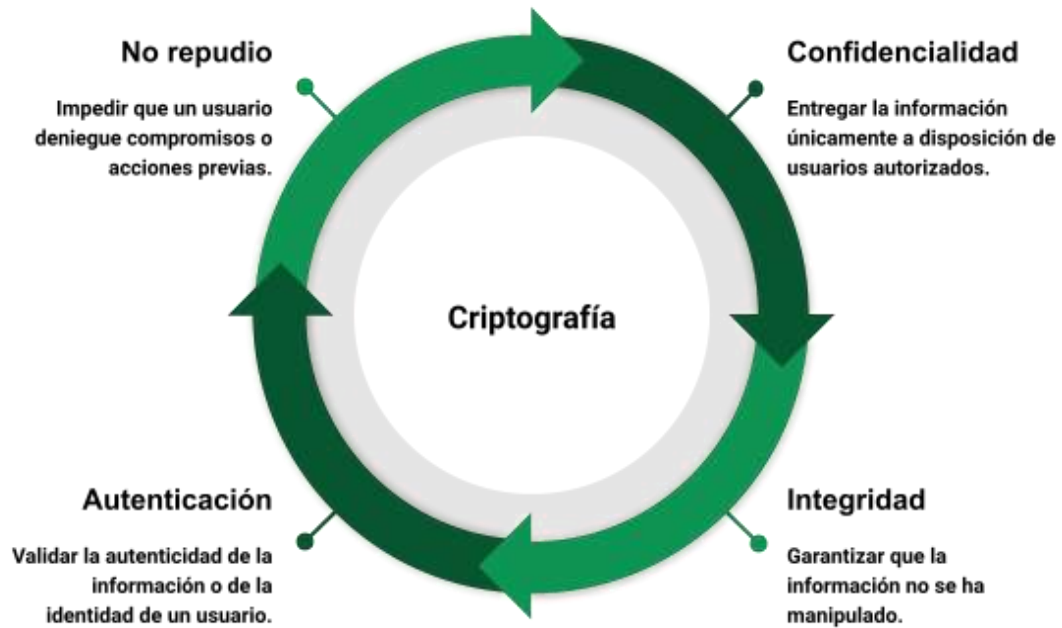 No repudio
Impedir que un usuario
deniegue compromisos o
acciones previas.
Confidencialidad
Entregar la información
únicamente a disposición de
usuarios autorizados.
Criptografía
Autenticación
Validar la autenticidad de la
información o de la
identidad de un usuario.
Integridad
Garantizar que la
información no se ha
manipulado.